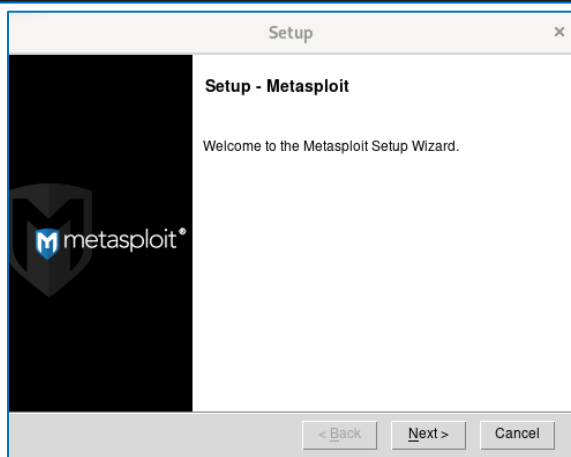 Setup
Setup - Metasploit
Welcome to the Metasploit Setup Wizard.
metasploit®
< Back
Next >
Cancel